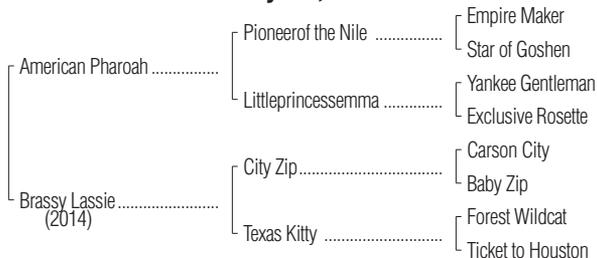 Empire Maker
Pioneerof the Nile ................
Star of Goshen
American Pharoah ................
Yankee Gentleman
Littleprincessemma ..............
Exclusive Rosette
Carson City
City Zip..................................
Baby Zip
Brassy Lassie........................
(2014)
Forest Wildcat
Texas Kitty ............................
Ticket to Houston